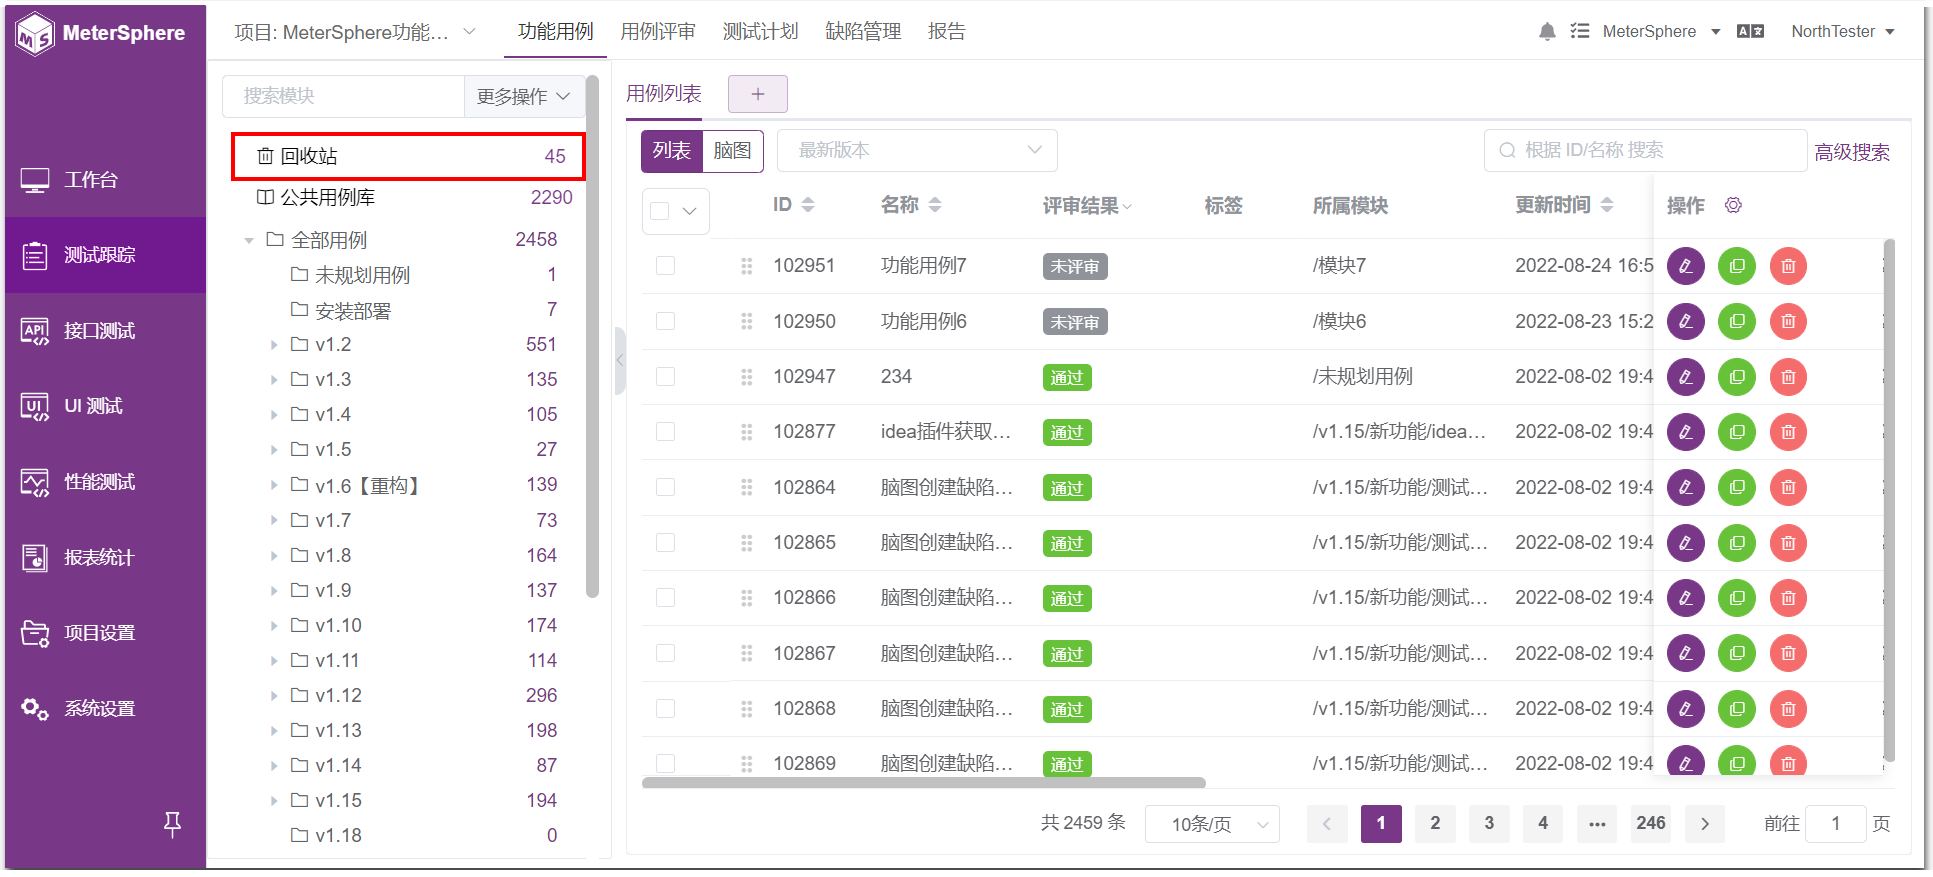 MeterSphere
项目: MeterSphere功能...
功能用例
用例评审
测试计划
缺陷管理
报告
MeterSphere
NorthTester
工作台
测试跟踪
API 接口测试
UI UI 测试
性能测试
报表统计
项目设置
系统设置
搜索模块
更多操作
回收站 45
公共用例库 2290
全部用例 2458
未规划用例 1
安装部署 7
v1.2 551
v1.3 135
v1.4 105
v1.5 27
v1.6【重构】 139
v1.7 73
v1.8 164
v1.9 137
v1.10 174
v1.11 114
v1.12 296
v1.13 198
v1.14 87
v1.15 194
v1.18 0
用例列表 +
列表 脑图 最新版本 根据 ID/名称 搜索 高级搜索
ID 名称 评审结果 标签 所属模块 更新时间 操作
102951 功能用例7 未评审 /模块7 2022-08-24 16:5
102950 功能用例6 未评审 /模块6 2022-08-23 15:2
102947 234 通过 /未规划用例 2022-08-02 19:4
102877 idea插件获取... 通过 /v1.15/新功能/idea... 2022-08-02 19:4
102864 脑图创建缺陷... 通过 /v1.15/新功能/测试... 2022-08-02 19:4
102865 脑图创建缺陷... 通过 /v1.15/新功能/测试... 2022-08-02 19:4
102866 脑图创建缺陷... 通过 /v1.15/新功能/测试... 2022-08-02 19:4
102867 脑图创建缺陷... 通过 /v1.15/新功能/测试... 2022-08-02 19:4
102868 脑图创建缺陷... 通过 /v1.15/新功能/测试... 2022-08-02 19:4
102869 脑图创建缺陷... 通过 /v1.15/新功能/测试... 2022-08-02 19:4
共 2459 条 10条/页 1 2 3 4 ... 246 前往 1 页